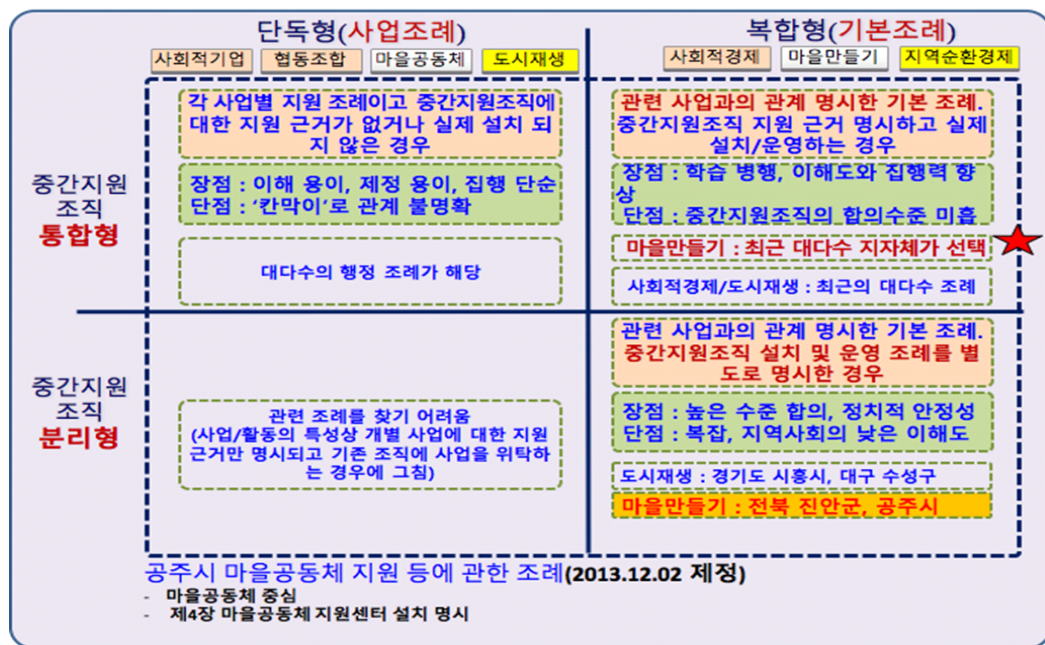 단독형(사업조례)
사회적기업 협동조합 마을공동체 도시재생
복합형(기본조례)
사회적경제 마을만들기 지역순환경제
중간지원
조직
통합형
각 사업별 지원 조례이고 중간지원조직에
대한 지원 근거가 없거나 실제 설치 되
지 않은 경우
장점 : 이해 용이, 제정 용이, 집행 단순
단점 : ‘칸막이’로 관계 불명확
대다수의 행정 조례가 해당
관련 사업과의 관계 명시한 기본 조례.
중간지원조직 지원 근거 명시하고 실제
설치/운영하는 경우
장점 : 학습 병행, 이해도와 집행력 향
상
단점 : 중간지원조직의 합의수준 미흡
마을만들기 : 최근 대다수 지자체가 선택
사회적경제/도시재생 : 최근의 대다수 조례
중간지원
조직
분리형
관련 조례를 찾기 어려움
(사업/활동의 특성상 개별 사업에 대한 지원
근거만 명시되고 기존 조직에 사업을 위탁하
는 경우에 그침)
관련 사업과의 관계 명시한 기본 조례.
중간지원조직 설치 및 운영 조례를 별
도로 명시한 경우
장점 : 높은 수준 합의, 정치적 안정성
단점 : 복잡, 지역사회의 낮은 이해도
도시재생 : 경기도 시흥시, 대구 수성구
마을만들기 : 전북 진안군, 공주시
공주시 마을공동체 지원 등에 관한 조례(2013.12.02 제정)
- 마을공동체 중심
- 제4장 마을공동체 지원센터 설치 명시